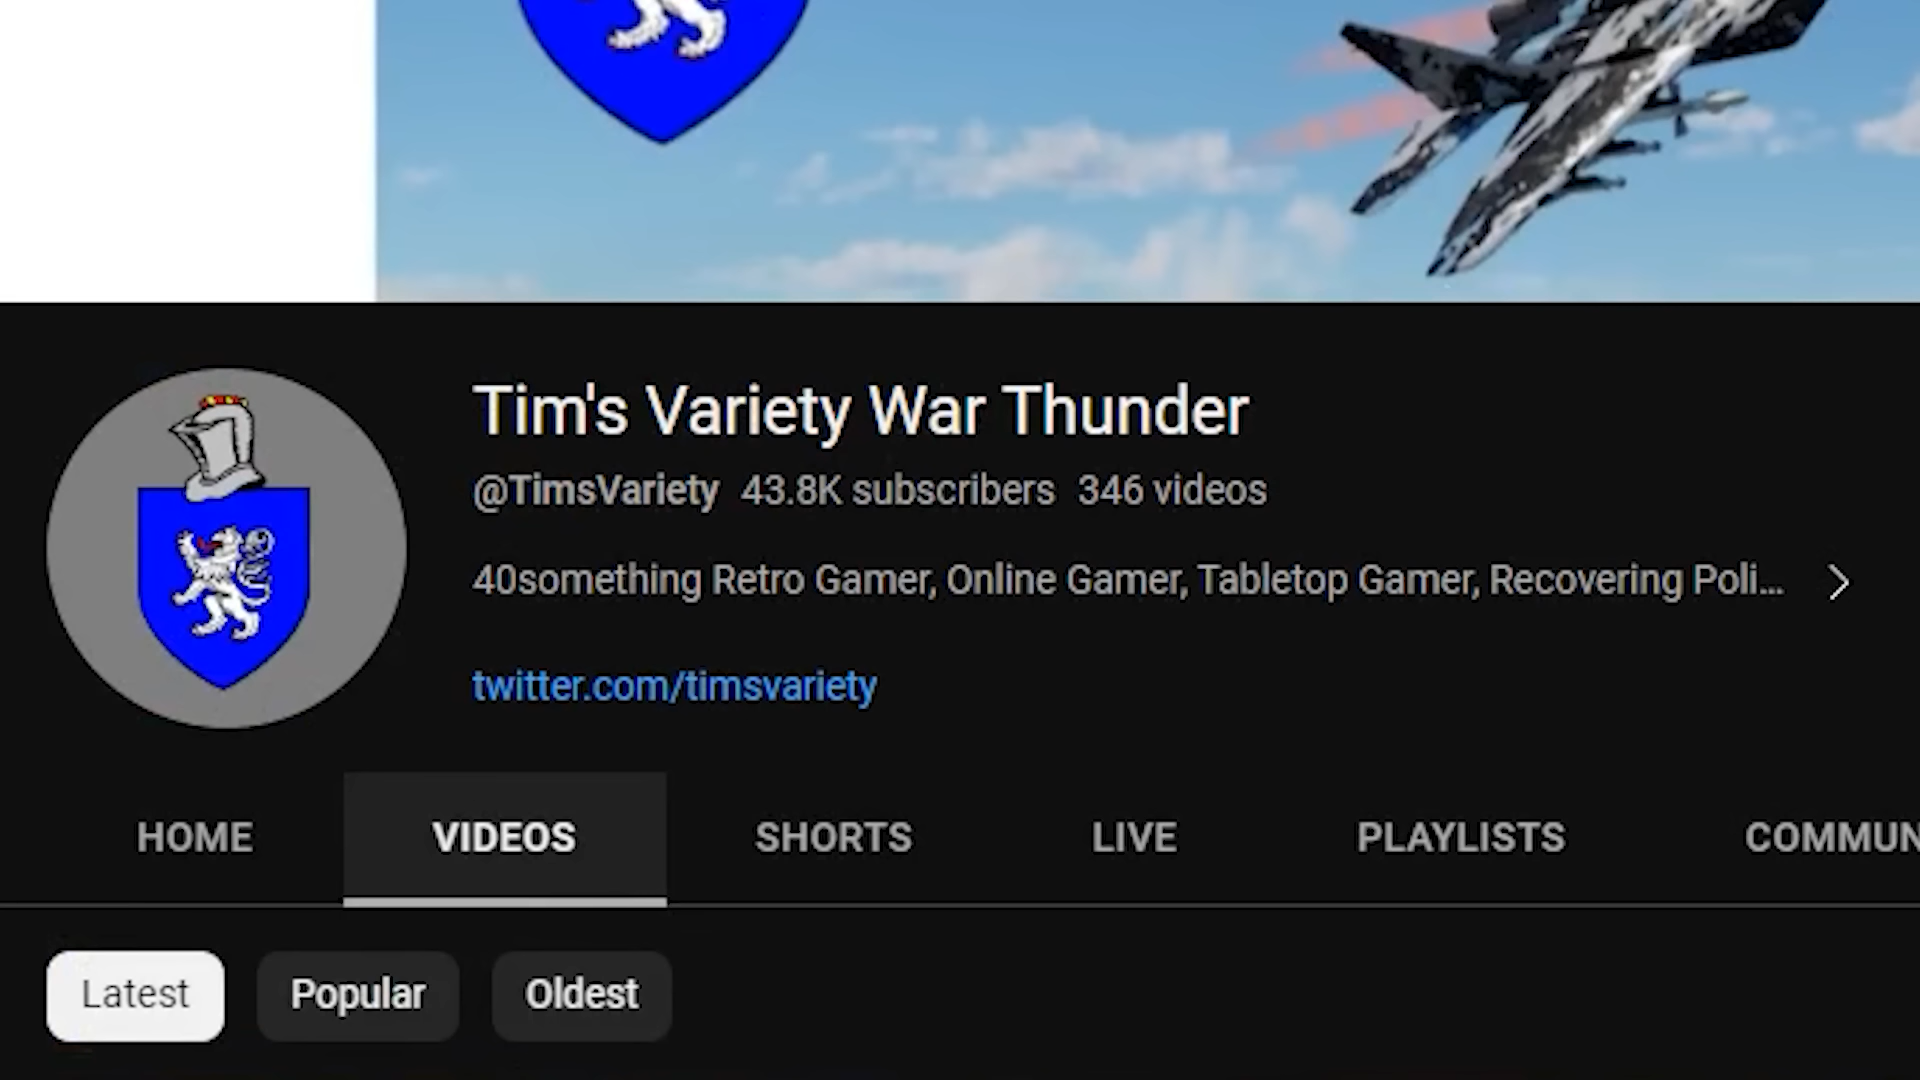 Tim's Variety War Thunder
@TimsVariety 43.8K subscribers 346 videos
40something Retro Gamer, Online Gamer, Tabletop Gamer, Recovering Poli...
twitter.com/timsvariety
HOME VIDEOS SHORTS LIVE PLAYLISTS COMMUN
Latest Popular Oldest